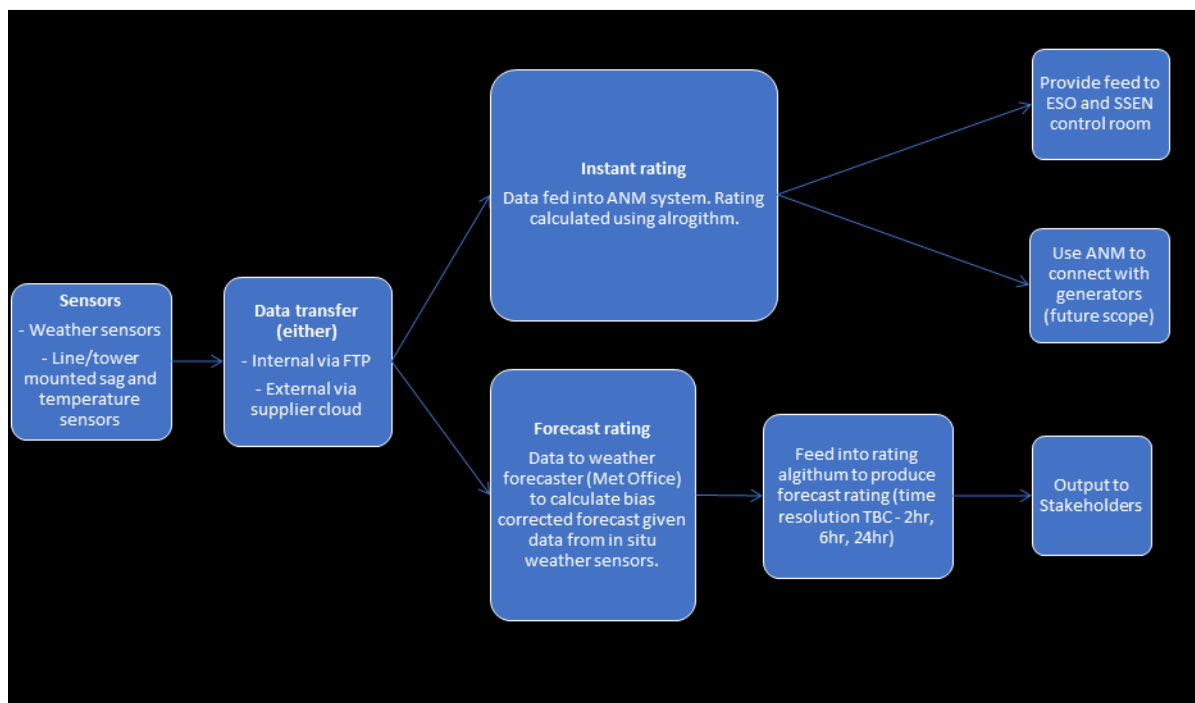 Sensors
- Weather sensors
- Line/tower
mounted sag and
temperature
sensors
Data transfer
(either)
- Internal via FTP
- External via
supplier cloud
Instant rating
Data fed into ANM system. Rating
calculated using alrogithm.
Provide feed to
ESO and SSEN
control room
Use ANM to
connect with
generators
(future scope)
Forecast rating
Data to weather
forecaster (Met Office)
to calculate bias
corrected forecast given
data from in situ
weather sensors.
Feed into rating
algithum to produce
forecast rating (time
resolution TBC - 2hr,
6hr, 24hr)
Output to
Stakeholders